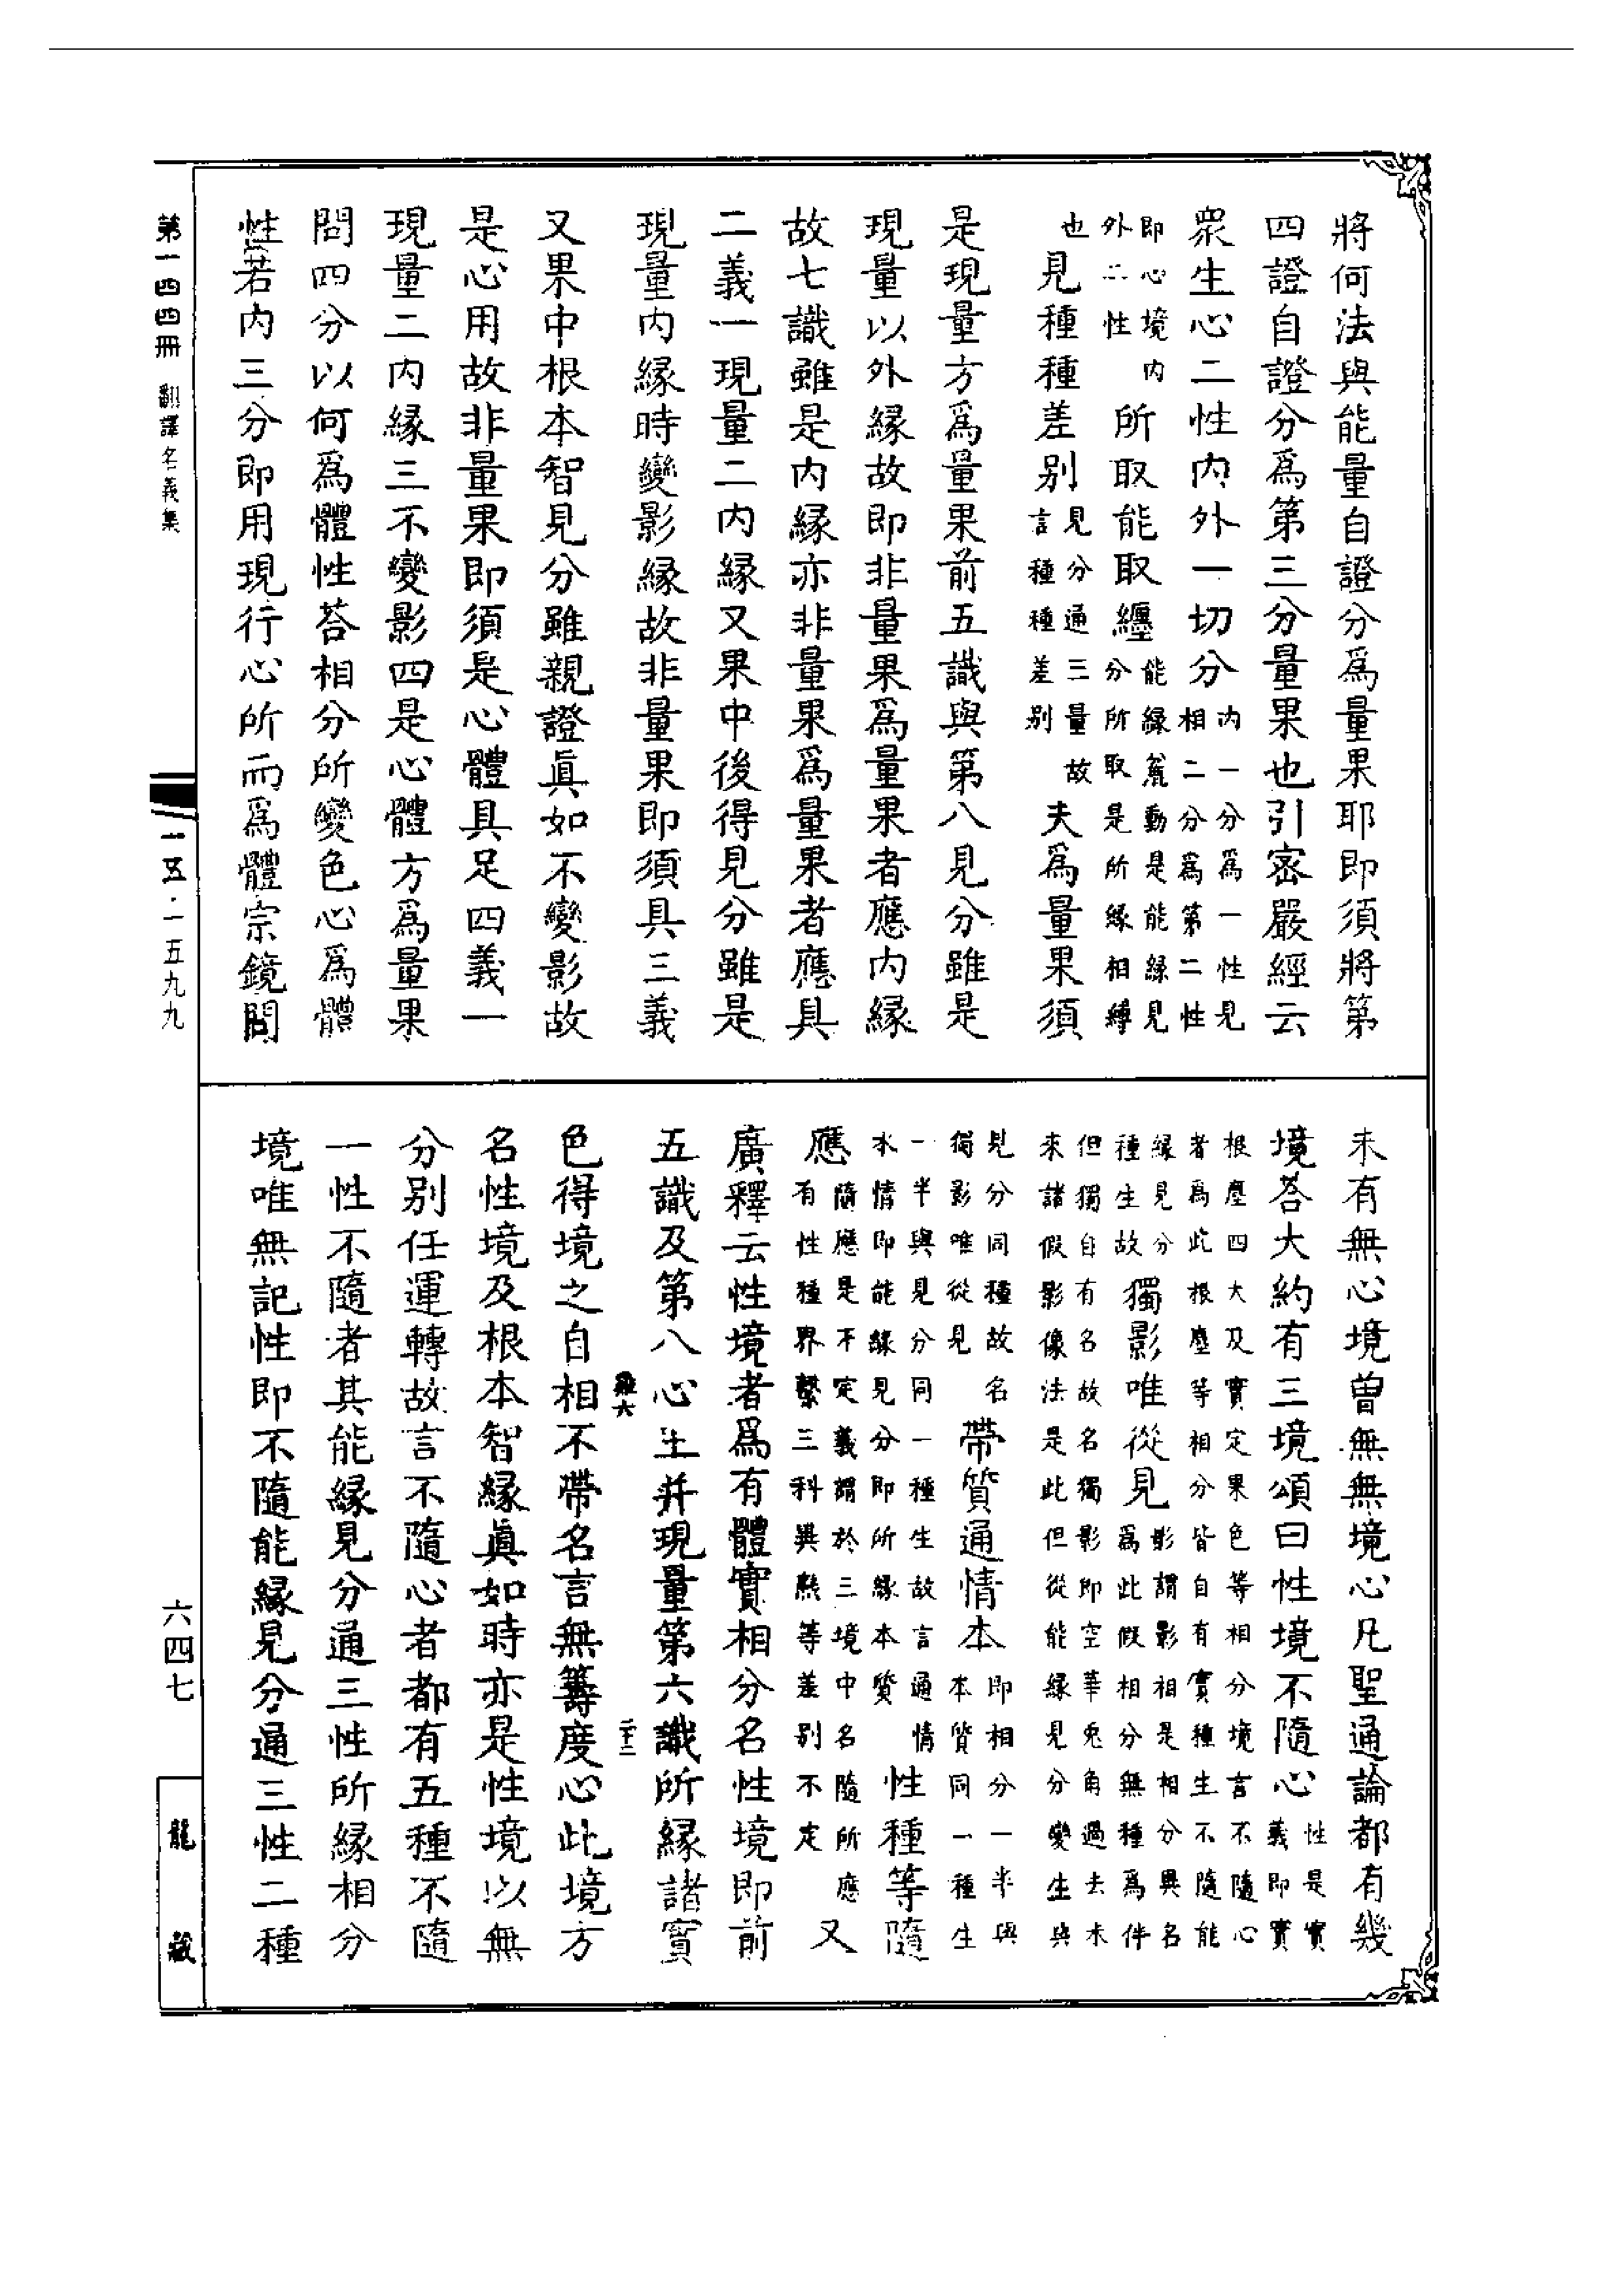 將何法與能量自證分爲量果耶即須將第
四證自證分爲第三分量果也引宻嚴經云
衆生心二性内外一切分内一分爲一性見
相二分爲第二性
即心境内
外二性
所取能取纏能緣麄動是能緣見
分所取是所緣相縛
也見種種差别見分通三量故
言種種差别
夫爲量果須
是現量方爲量果前五識與第八見分雖是
現量以外緣故即非量果爲量果者應内緣
故七識雖是内緣亦非量果爲量果者應具
二義一現量二内緣又果中後得見分雖是
現量内緣時變影緣故非量果即須具三義
又果中根本智見分雖親證眞如不變影故
是心用故非量果即須是心體具足四義一
現量二内緣三不變影四是心體方爲量果
問四分以何爲體性荅相分所變色心爲體
性若内三分即用現行心所而爲體宗鏡問
未有無心境曾無無境心凡聖通論都有幾
境荅大約有三境頌曰性境不隨心性是實
義即實
根塵四大及實定果色等相分境言不隨心
者爲此根塵等相分皆自有實種生不隨能
緣見分
種生故
獨影唯從見影謂影相是相分異名
爲此假相分無種爲伴
但獨自有名故名獨影即空華兎角過去未
來諸假影像法是此但從能緣見分變生與
見分同種故名
獨影唯從見
帶質通情本即相分一半與
本質同一種生
一半與見分同一種生故言通情
本情即能緣見分即所緣本質
性種等隨
應隨應是不定義謂於三境中名隨所應
有性種界繫三科異熟等差别不定
又
廣釋云性境者爲有體實相分名性境即前
五識及第八心王并現量第六識所緣諸實
色得境之自相不帶名言無籌度心此境方
名性境及根本智緣眞如時亦是性境以無
分别任運轉故言不隨心者都有五種不隨
一性不隨者其能緣見分通三性所緣相分
境唯無記性即不隨能緣見分通三性二種
第一四四冊 翻譯名義集
一五·一五九九
六四七
龍藏